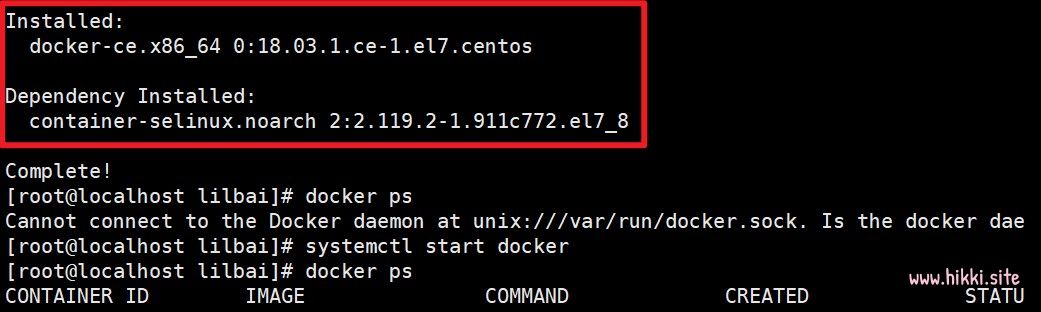 Installed:
docker-ce.x86_64 0:18.03.1.ce-1.el7.centos
Dependency Installed:
container-selinux.noarch 2:2.119.2-1.911c772.el7_8
Complete!
[root@localhost lilbai]# docker ps
Cannot connect to the Docker daemon at unix:///var/run/docker.sock. Is the docker dae
[root@localhost lilbai]# systemctl start docker
[root@localhost lilbai]# docker ps
www.hikki.site
CONTAINER ID IMAGE COMMAND CREATED STATU